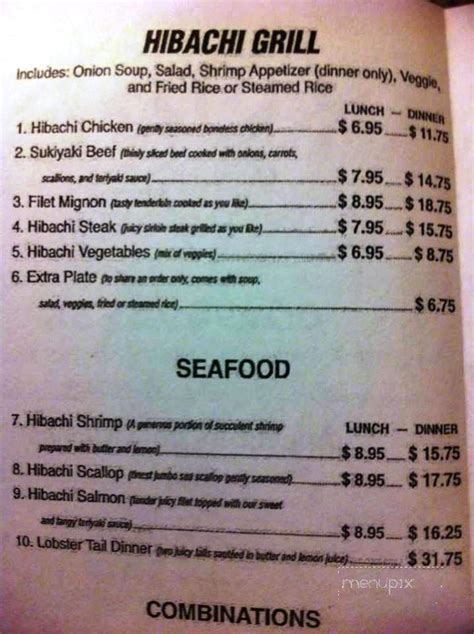 HIBACHI GRILL
Includes: Onion Soup, Salad, Shrimp Appetizer (dinner only), Veggie,
and Fried Rice or Steamed Rice
LUNCH — DINNER
1. Hibachi Chicken (gently seasoned boneless chicken) $ 6.95 $ 11.75
2. Sukiyaki Beef (thinly sliced beef cooked with onions, carrots,
scallions, and teriyaki sauce) $ 7.95 $ 14.75
3. Filet Mignon (tasty tenderloin cooked as you like) $ 8.95 $ 18.75
4. Hibachi Steak (juicy sirloin steak grilled as you like) $ 7.95 $ 15.75
5. Hibachi Vegetables (mix of veggies) $ 6.95 $ 8.75
6. Extra Plate (to share an order only, comes with soup,
salad, veggies, fried or steamed rice) $ 6.75
SEAFOOD
LUNCH — DINNER
7. Hibachi Shrimp (A generous portion of succulent shrimp
prepared with butter and lemon) $ 8.95 $ 15.75
8. Hibachi Scallop (finest jumbo sea scallop gently seasoned) $ 8.95 $ 17.75
9. Hibachi Salmon (tender juicy filet topped with our sweet
and tangy teriyaki sauce) $ 8.95 $ 16.25
10. Lobster Tail Dinner (two juicy tails sautéed in butter and lemon juice) $ 31.75
menupix
COMBINATIONS